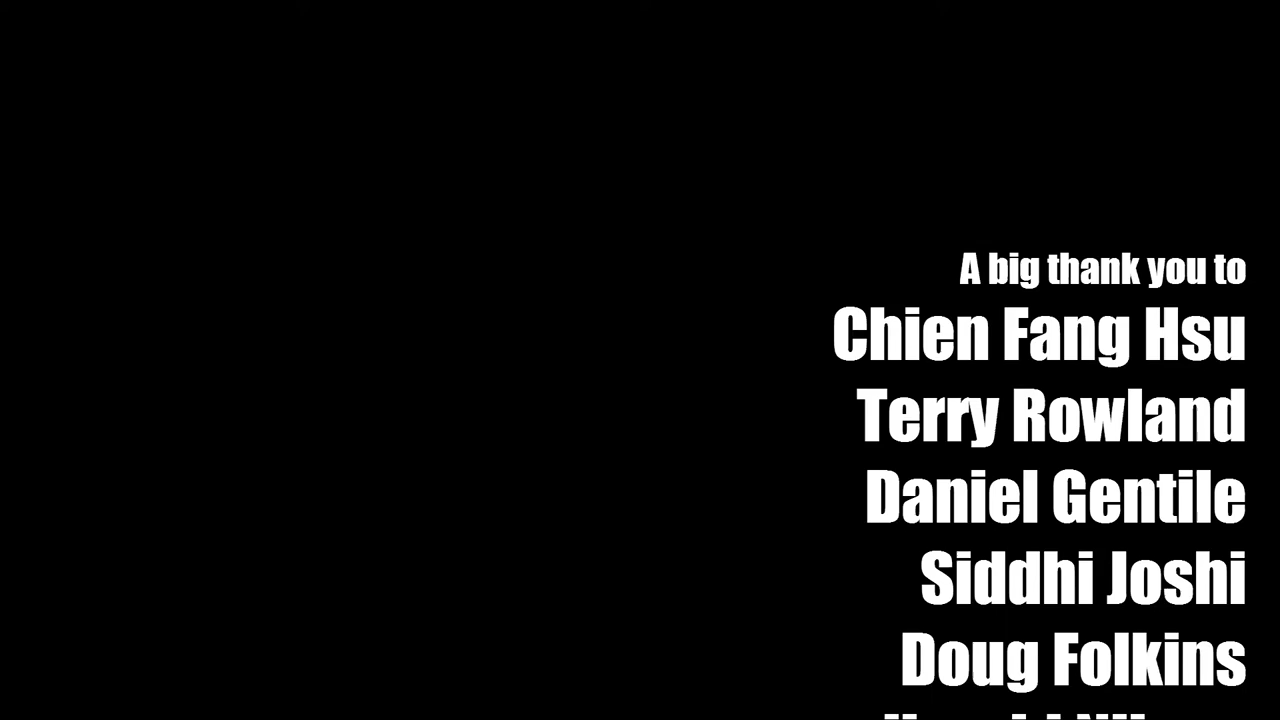 A big thank you to
Chien Fang Hsu
Terry Rowland
Daniel Gentile
Siddhi Joshi
Doug Folkins